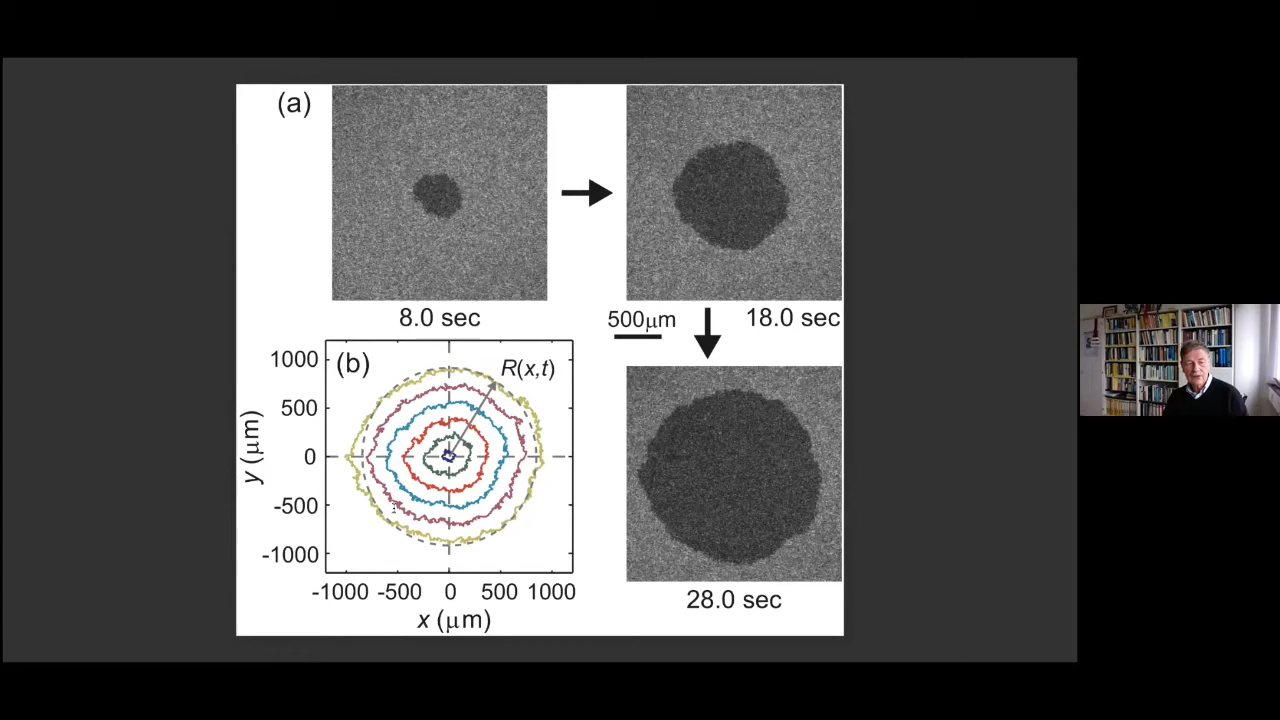 (a)
8.0 sec
500μm
18.0 sec
(b)
R(x,t)
1000
500
0
-500
-1000
y (μm)
-1000 -500 0 500 1000
x (μm)
28.0 sec